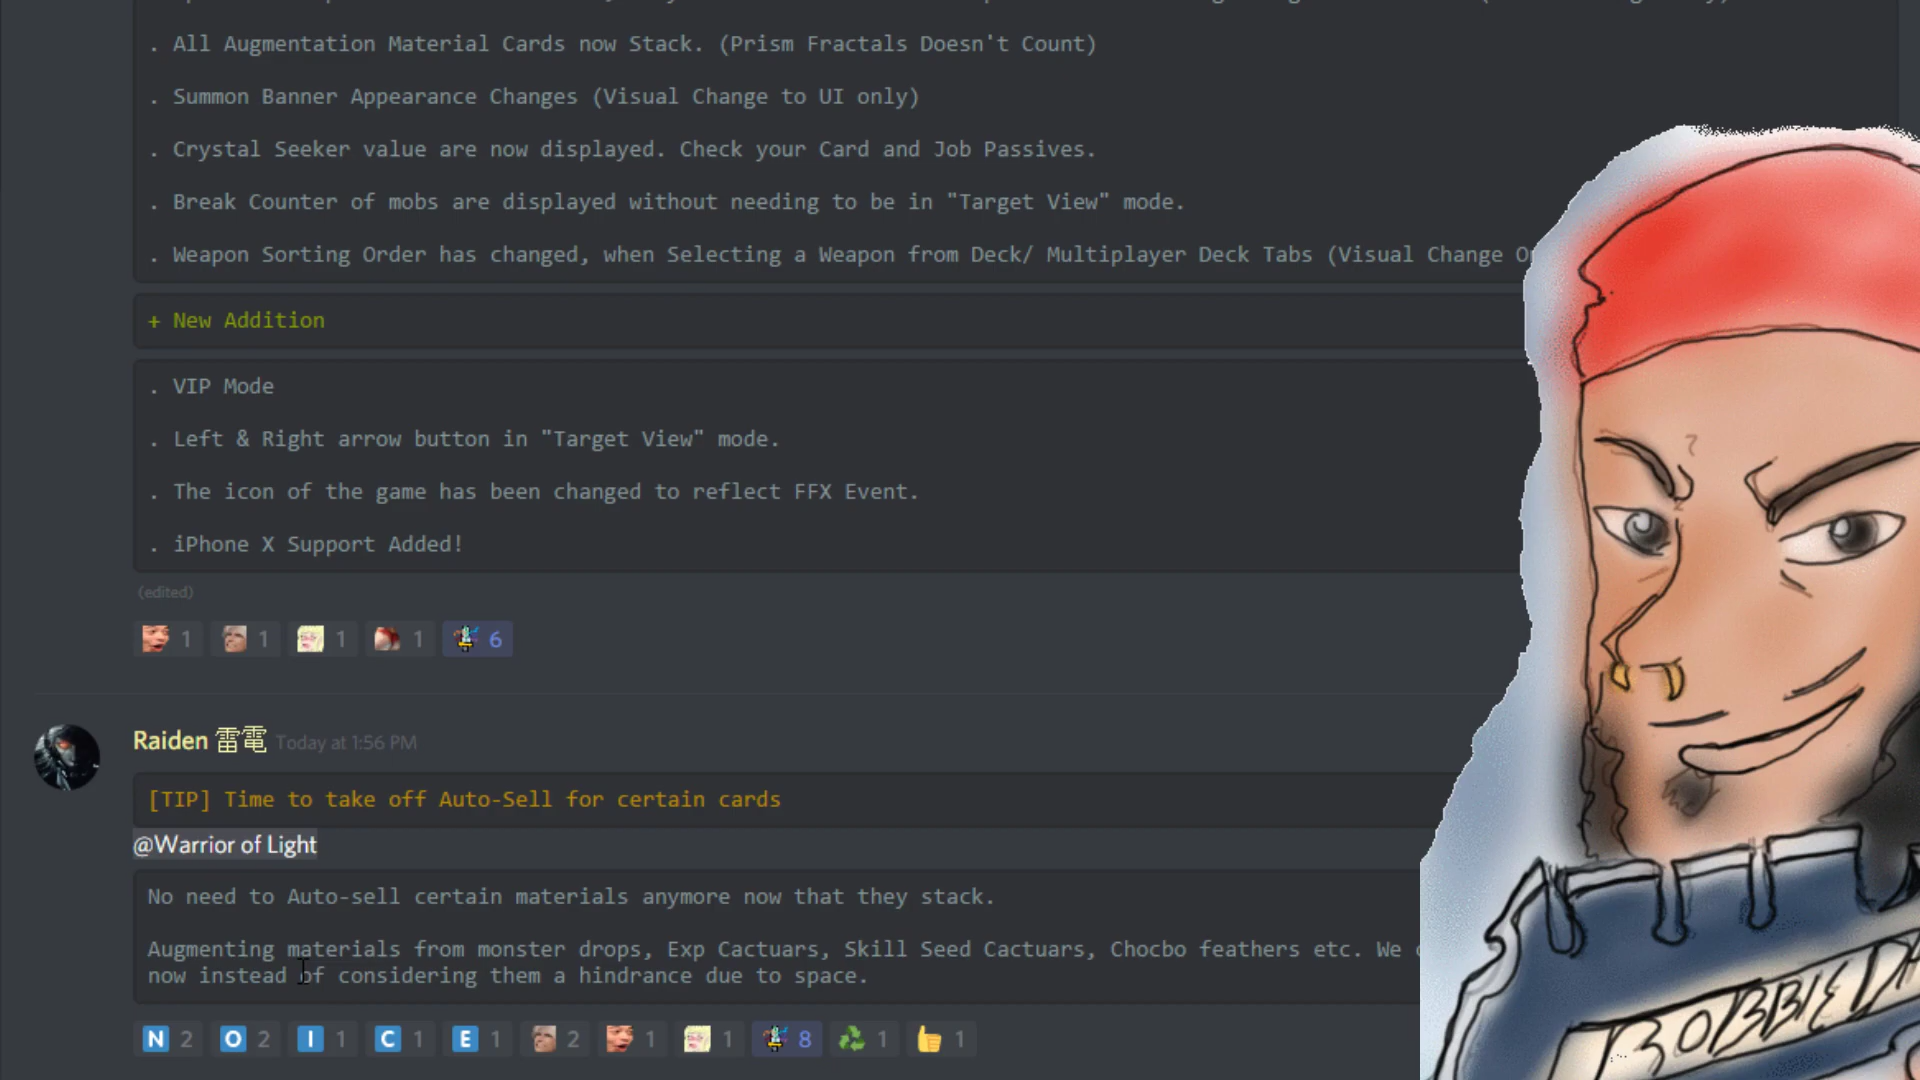 . All Augmentation Material Cards now Stack. (Prism Fractals Doesn't Count)
. Summon Banner Appearance Changes (Visual Change to UI only)
. Crystal Seeker value are now displayed. Check your Card and Job Passives.
. Break Counter of mobs are displayed without needing to be in "Target View" mode.
. Weapon Sorting Order has changed, when Selecting a Weapon from Deck/ Multiplayer Deck Tabs (Visual Change
+ New Addition
. VIP Mode
. Left & Right arrow button in "Target View" mode.
. The icon of the game has been changed to reflect FFX Event.
. iPhone X Support Added!
(edited)
1 1 1 1 6
Raiden 雷電 Today at 1:56 PM
[TIP] Time to take off Auto-Sell for certain cards
@Warrior of Light
No need to Auto-sell certain materials anymore now that they stack.
Augmenting materials from monster drops, Exp Cactuars, Skill Seed Cactuars, Chocbo feathers etc. We
now instead of considering them a hindrance due to space.
N 2 O 2 I 1 C 1 E 1 2 1 1 8 1 1